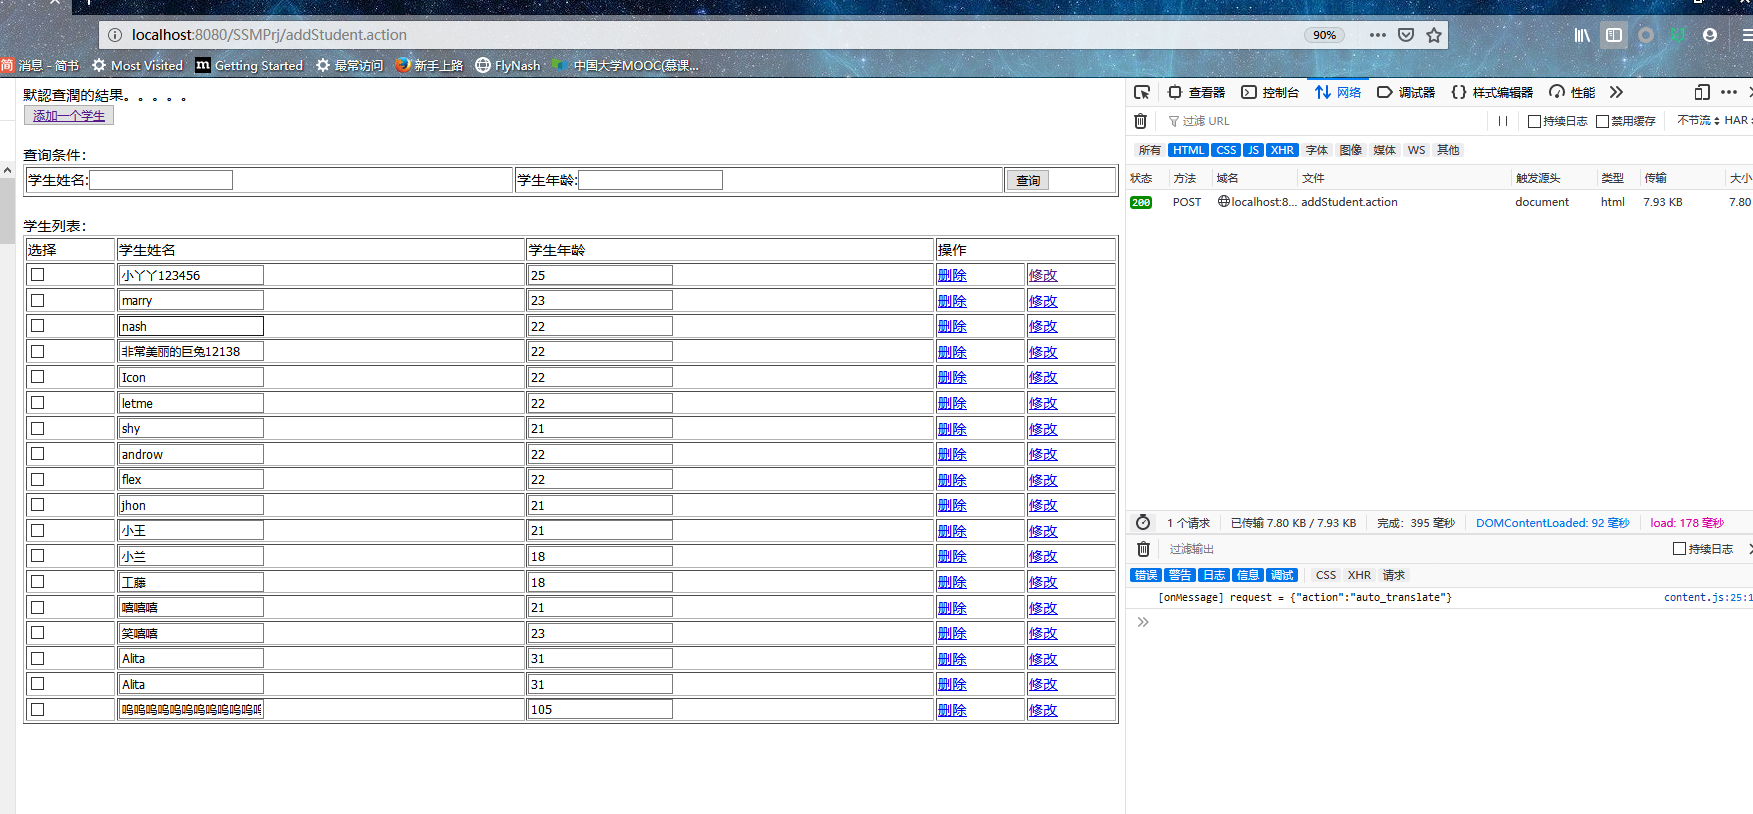 localhost:8080/SSMPrj/addStudent.action 90%
简 消息 - 简书 Most Visited m Getting Started 最常访问 新手上路 FlyNash 中国大学MOOC(慕课...
默認查潤的結果。。。。。
添加一个学生
查询条件:
学生姓名: 学生年龄: 查询
学生列表:
选择 学生姓名 学生年龄 操作
小丫丫123456 25 删除 修改
marry 23 删除 修改
nash 22 删除 修改
非常美丽的巨兔12138 22 删除 修改
Icon 22 删除 修改
letme 22 删除 修改
shy 21 删除 修改
androw 22 删除 修改
flex 22 删除 修改
jhon 21 删除 修改
小王 21 删除 修改
小兰 18 删除 修改
工藤 18 删除 修改
嘻嘻嘻 21 删除 修改
笑嘻嘻 23 删除 修改
Alita 31 删除 修改
Alita 31 删除 修改
呜呜呜呜呜呜呜呜呜呜呜 105 删除 修改
查看器 控制台 网络 调试器 {} 样式编辑器 性能
过滤 URL 持续日志 禁用缓存 不节流 HAR
所有 HTML CSS JS XHR 字体 图像 媒体 WS 其他
状态 方法 域名 文件 触发源头 类型 传输 大小
200 POST localhost:8... addStudent.action document html 7.93 KB 7.80
1 个请求 已传输 7.80 KB / 7.93 KB 完成: 395 毫秒 DOMContentLoaded: 92 毫秒 load: 178 毫秒
过滤输出 持续日志
错误 警告 日志 信息 调试 CSS XHR 请求
[onMessage] request = {"action":"auto_translate"} content.js:25:1